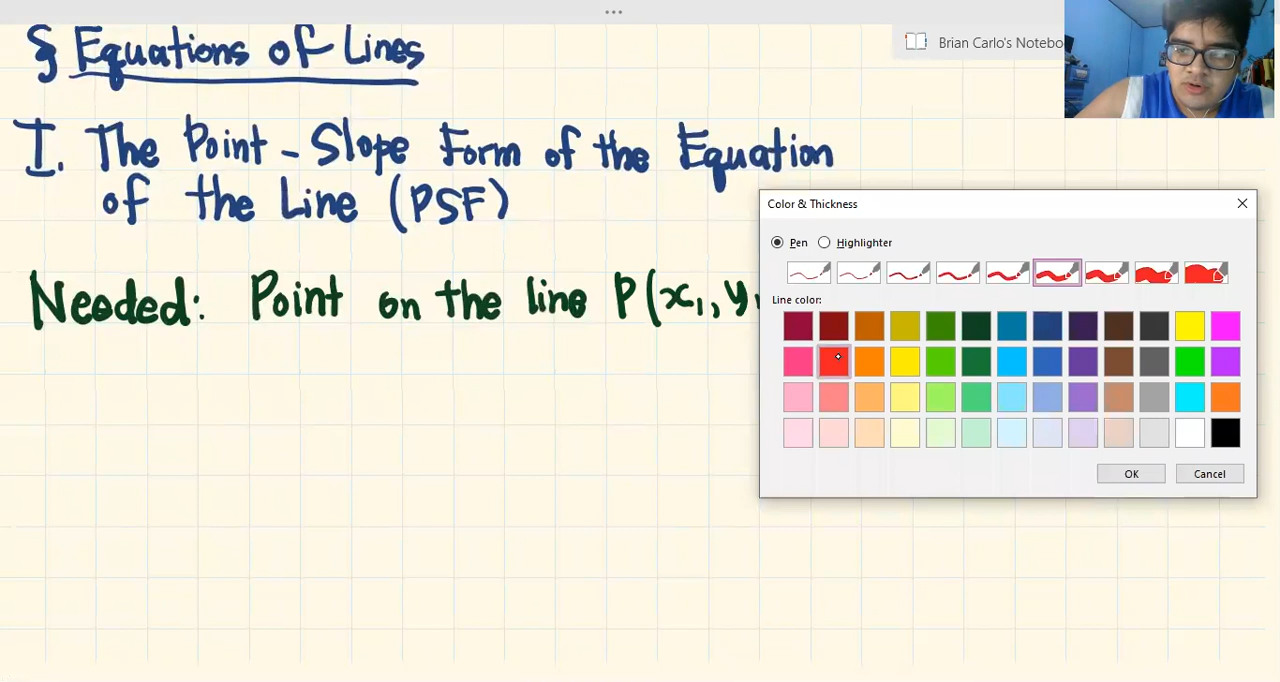 § Equations of Lines
Brian Carlo's Notebo
I. The Point-Slope Form of the Equation
of the Line (PSF)
Needed: Point on the line P(x₁, y₁
Color & Thickness
Pen Highlighter
Line color:
OK Cancel